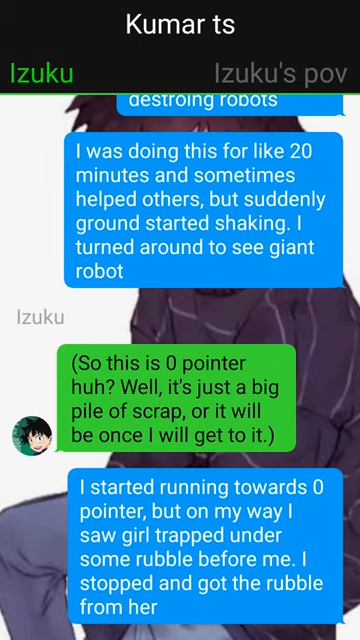 Kumar ts
Izuku
Izuku's pov
destroing robots
I was doing this for like 20
minutes and sometimes
helped others, but suddenly
ground started shaking. I
turned around to see giant
robot
Izuku
(So this is 0 pointer
huh? Well, it's just a big
pile of scrap, or it will
be once I will get to it.)
I started running towards 0
pointer, but on my way I
saw girl trapped under
some rubble before me. I
stopped and got the rubble
from her